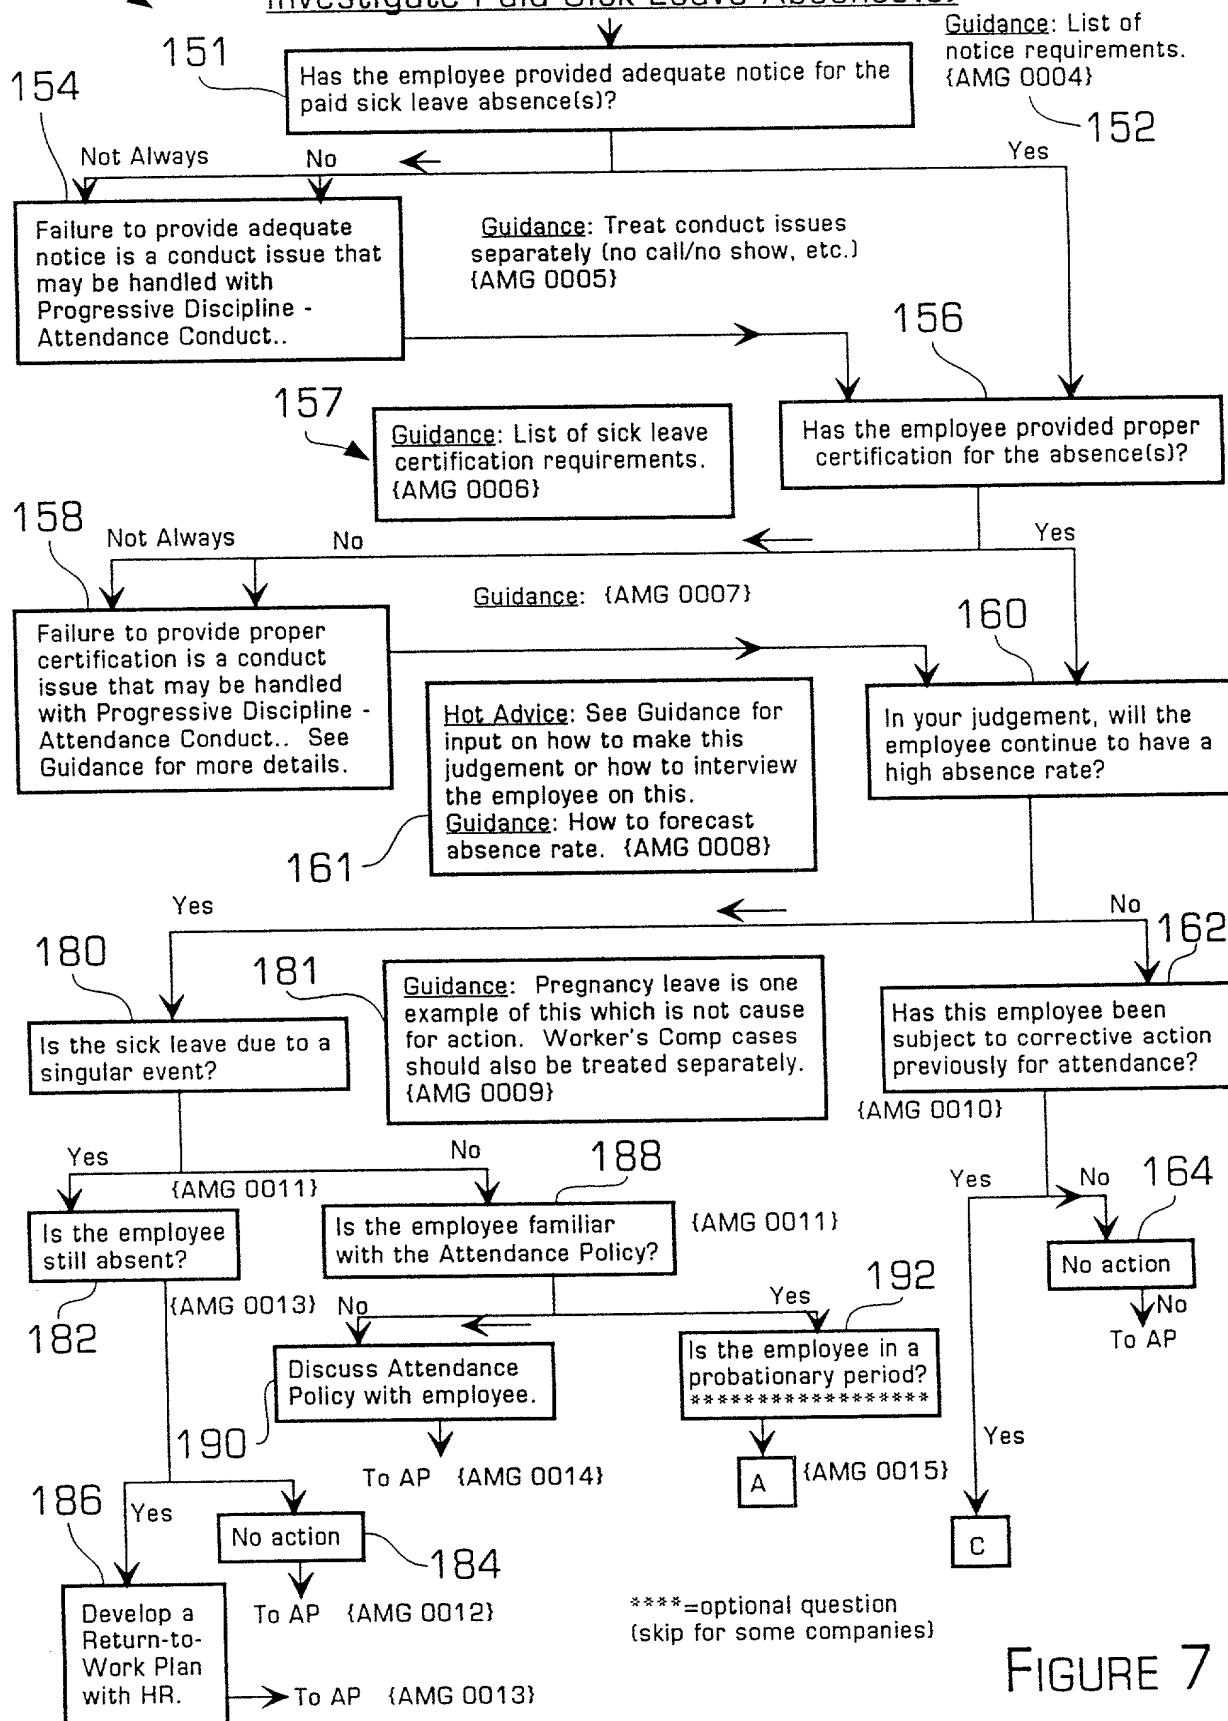 Investigate Paid Sick Leave Absence(s)
Guidance: List of
notice requirements.
{AMG 0004}
152
151
Has the employee provided adequate notice for the
paid sick leave absence(s)?
154
Not Always
No
Yes
Failure to provide adequate
notice is a conduct issue that
may be handled with
Progressive Discipline -
Attendance Conduct..
Guidance: Treat conduct issues
separately (no call/no show, etc.)
{AMG 0005}
156
157
Guidance: List of sick leave
certification requirements.
{AMG 0006}
Has the employee provided proper
certification for the absence(s)?
158
Not Always
No
Yes
Guidance: {AMG 0007}
160
Failure to provide proper
certification is a conduct
issue that may be handled
with Progressive Discipline -
Attendance Conduct.. See
Guidance for more details.
Hot Advice: See Guidance for
input on how to make this
judgement or how to interview
the employee on this.
Guidance: How to forecast
absence rate. {AMG 0008}
161
In your judgement, will the
employee continue to have a
high absence rate?
Yes
No
162
180
181
Is the sick leave due to a
singular event?
Guidance: Pregnancy leave is one
example of this which is not cause
for action. Worker's Comp cases
should also be treated separately.
{AMG 0009}
Has this employee been
subject to corrective action
previously for attendance?
{AMG 0010}
Yes
No
188
{AMG 0011}
Yes
No
164
Is the employee
still absent?
182
Is the employee familiar
with the Attendance Policy?
{AMG 0011}
No action
No
To AP
{AMG 0013}
No
Yes
192
Discuss Attendance
Policy with employee.
190
Is the employee in a
probationary period?
******************
To AP {AMG 0014}
A
{AMG 0015}
Yes
C
186
Yes
No action
184
To AP {AMG 0012}
Develop a
Return-to-
Work Plan
with HR.
To AP {AMG 0013}
****=optional question
(skip for some companies)
FIGURE 7